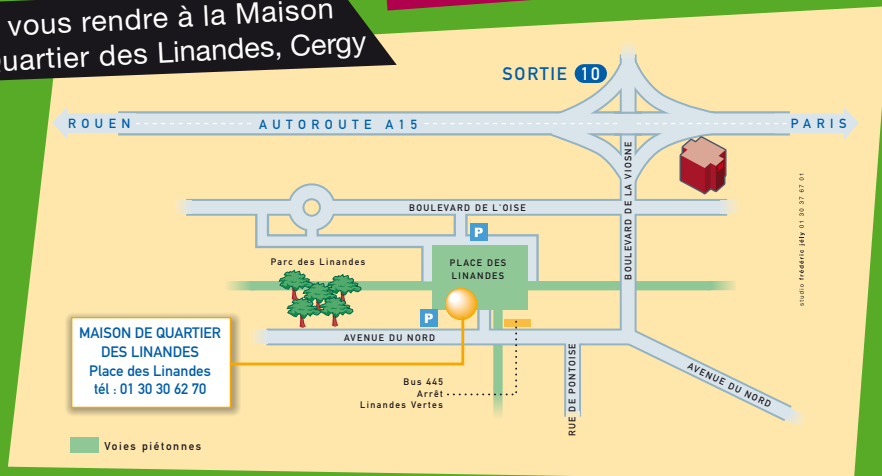 vous rendre à la Maison
Quartier des Linandes, Cergy
SORTIE 10
ROUEN
AUTOROUTE A15
PARIS
BOULEVARD DE LA VIOSNE
BOULEVARD DE L'OISE
P
Parc des Linandes
PLACE DES
LINANDES
P
MAISON DE QUARTIER
DES LINANDES
Place des Linandes
tél : 01 30 30 62 70
AVENUE DU NORD
Bus 445
Arrêt
Linandes Vertes
RUE DE PONTOISE
AVENUE DU NORD
Voies piétonnes
studio frédéric jély 01 30 37 67 01